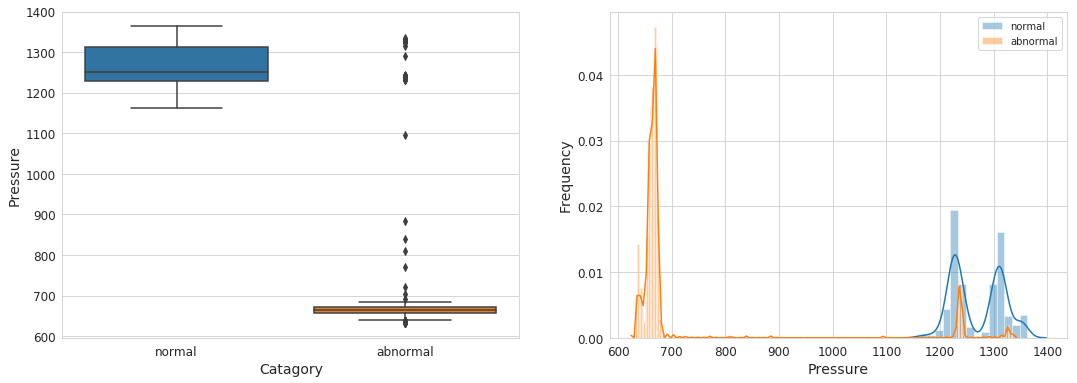 1400
1300
1200
1100
1000
900
800
700
600
Pressure
normal abnormal
Catagory
normal
abnormal
0.04
0.03
0.02
0.01
0.00
Frequency
600 700 800 900 1000 1100 1200 1300 1400
Pressure